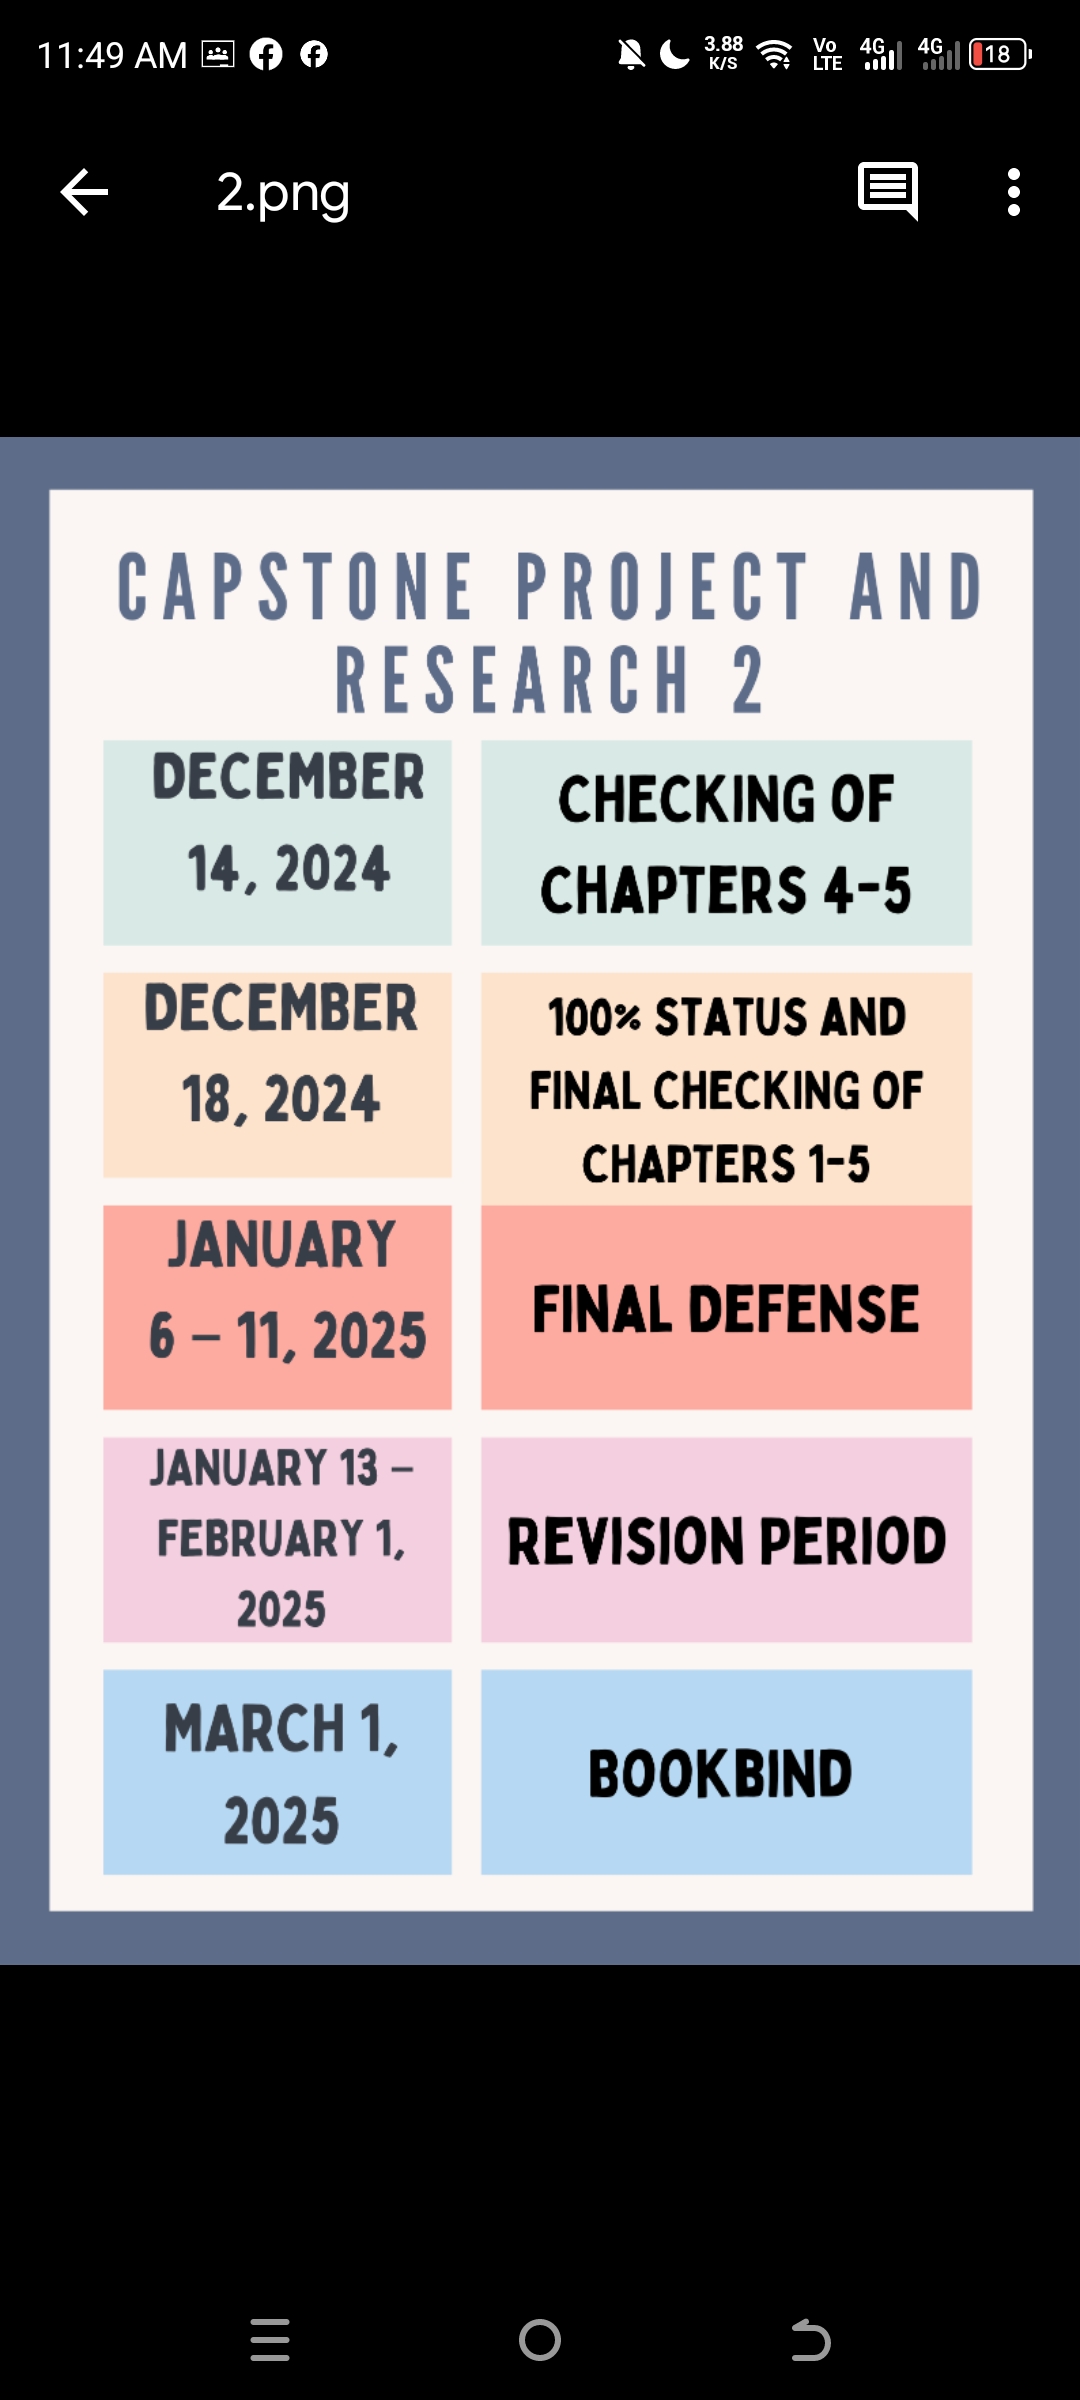 11:49 AM 3.88 K/S Vo LTE 4G 4G 18
2.png
CAPSTONE PROJECT AND
RESEARCH 2
DECEMBER
14, 2024
CHECKING OF
CHAPTERS 4-5
DECEMBER
18, 2024
100% STATUS AND
FINAL CHECKING OF
CHAPTERS 1-5
JANUARY
6 – 11, 2025
FINAL DEFENSE
JANUARY 13 –
FEBRUARY 1,
2025
REVISION PERIOD
MARCH 1,
2025
BOOKBIND